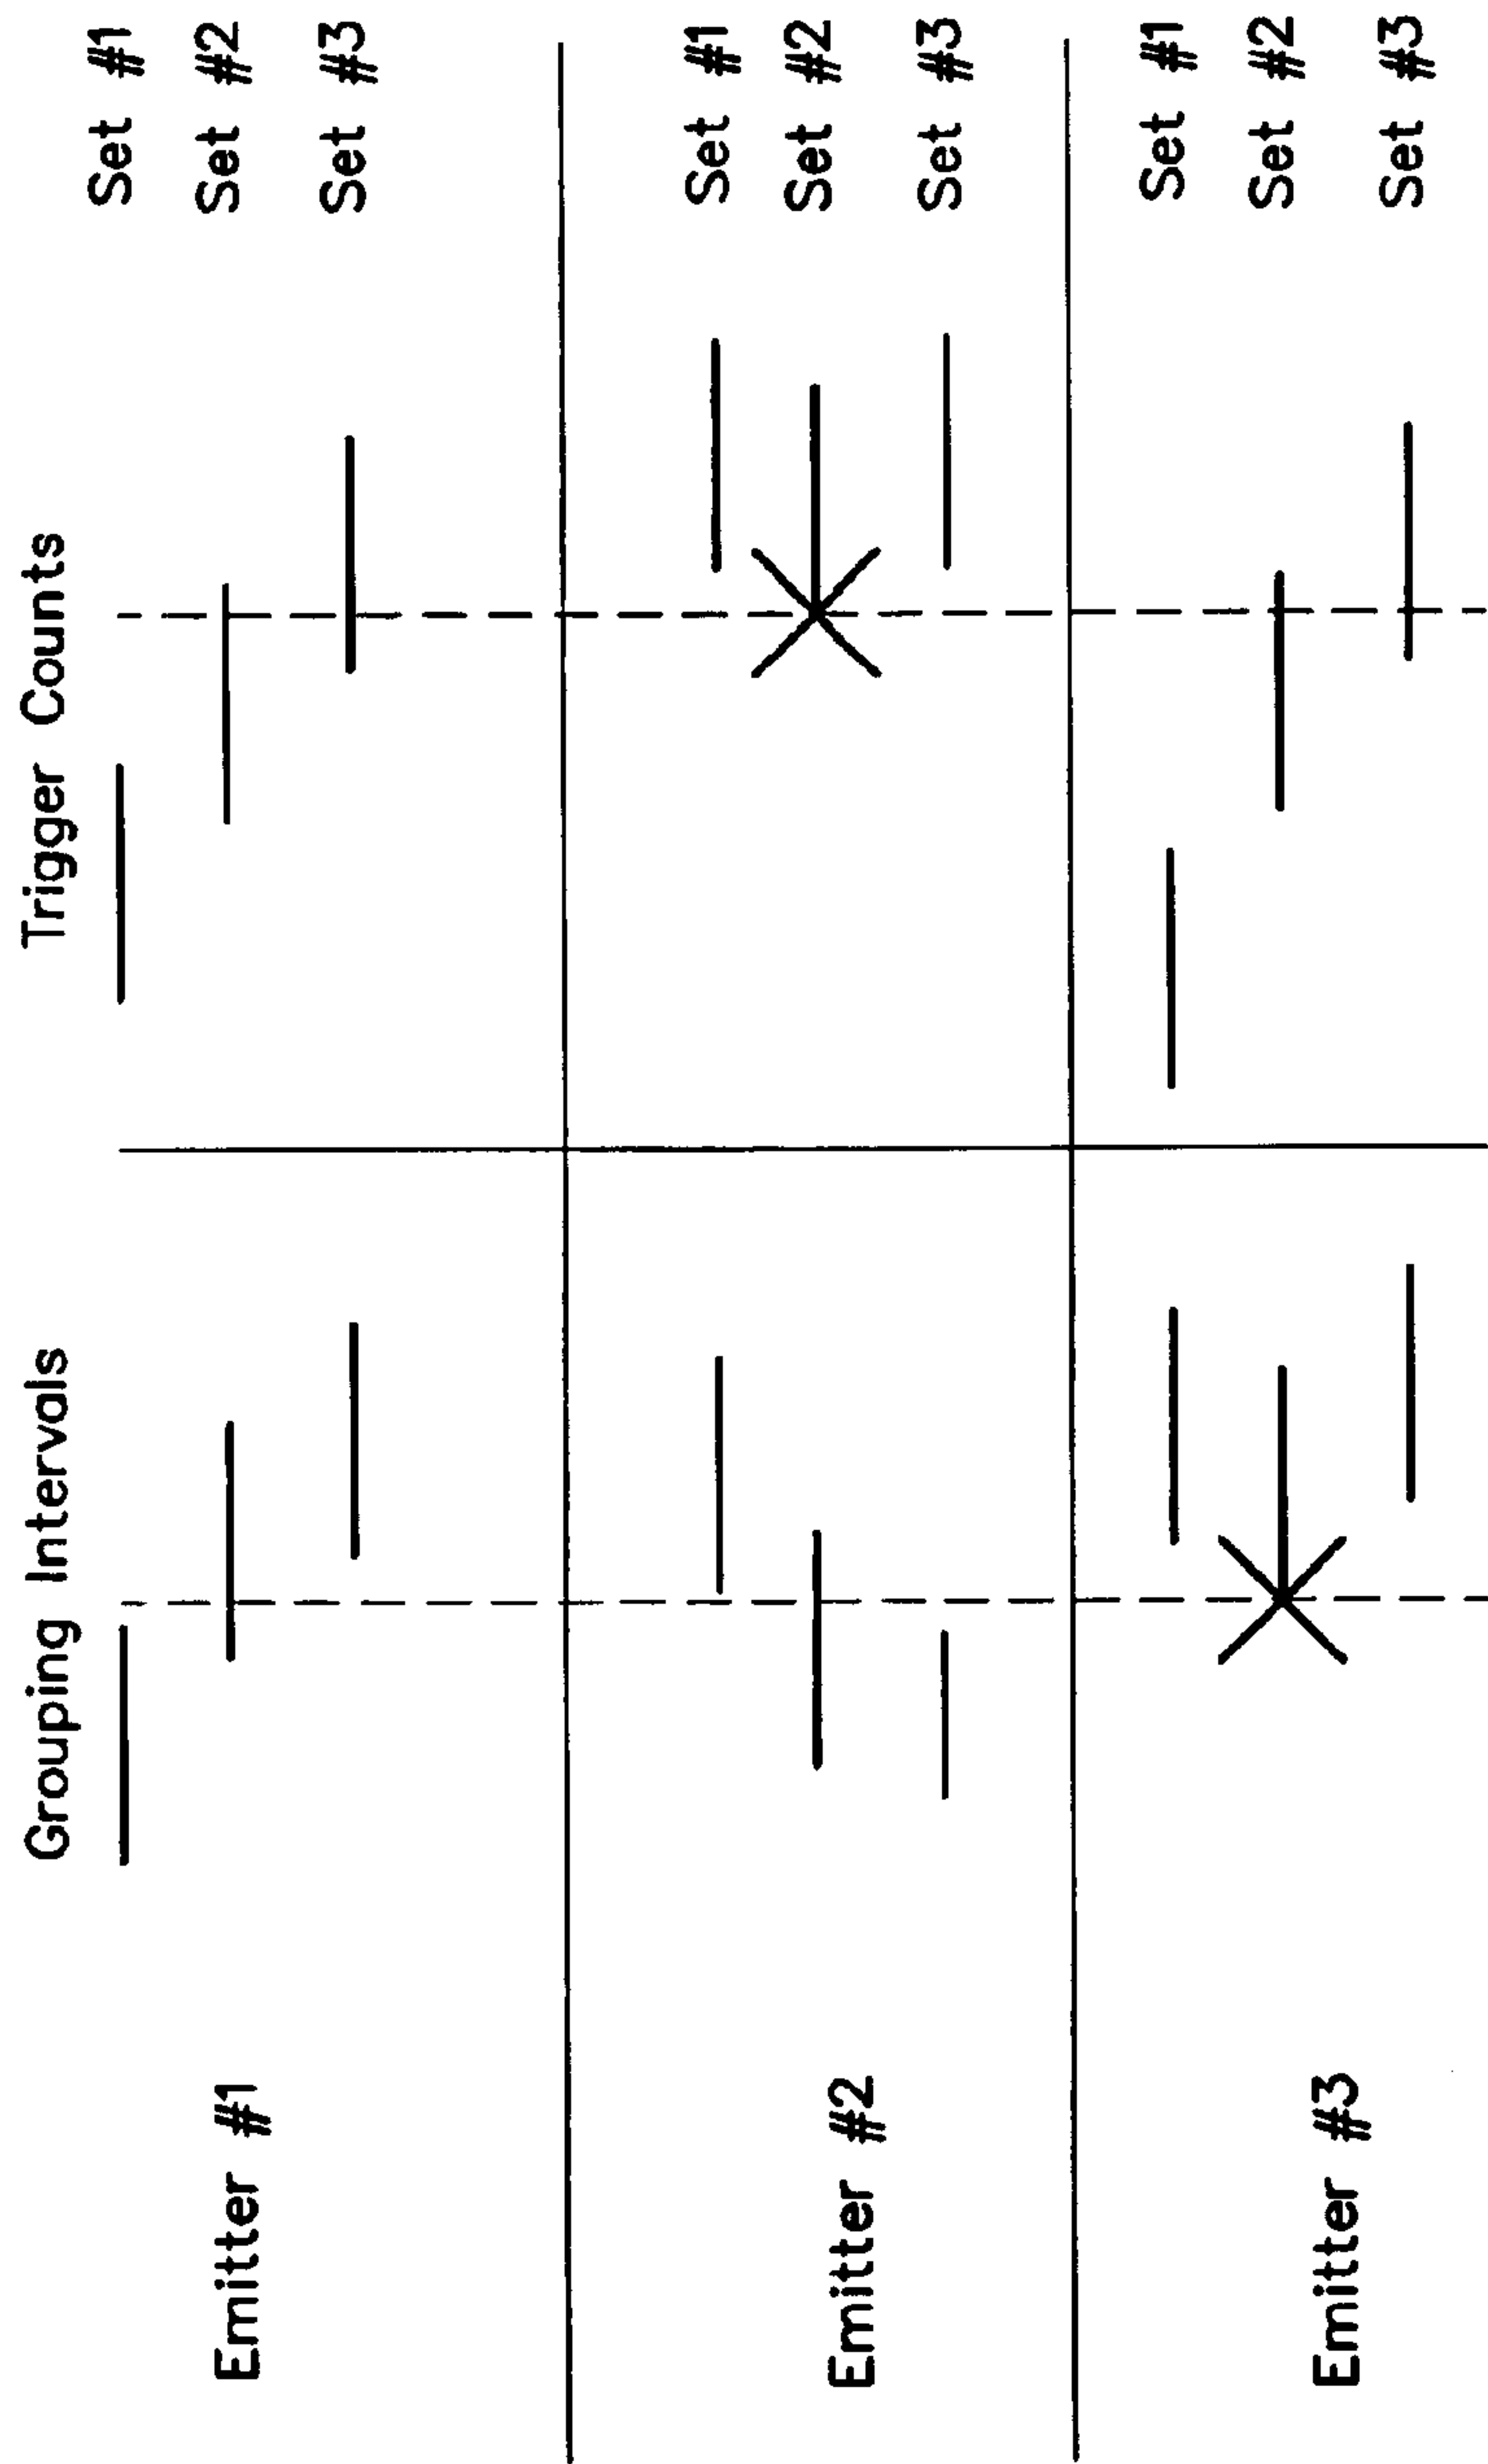 Grouping Intervals
Trigger Counts
Emitter #1
Set #1
Set #2
Set #3
Emitter #2
Set #1
Set #2
Set #3
Emitter #3
Set #1
Set #2
Set #3